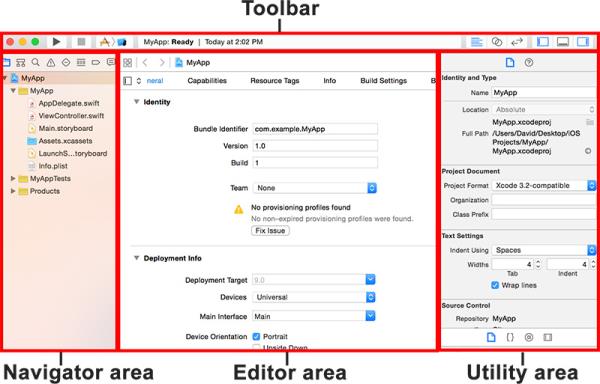 Toolbar
MyApp: Ready | Today at 2:02 PM
MyApp
MyApp
AppDelegate.swift
ViewController.swift
Main.storyboard
Assets.xcassets
LaunchS...toryboard
Info.plist
MyAppTests
Products
MyApp
neral Capabilities Resource Tags Info Build Settings B
Identity
Bundle Identifier com.example.MyApp
Version 1.0
Build 1
Team None
No provisioning profiles found
No non-expired provisioning profiles were found.
Fix Issue
Deployment Info
Deployment Target 9.0
Devices Universal
Main Interface Main
Device Orientation Portrait
Upside Down
Identity and Type
Name MyApp
Location Absolute
MyApp.xcodeproj
Full Path /Users/David/Desktop/iOS
Projects/MyApp/
MyApp.xcodeproj
Project Document
Project Format Xcode 3.2-compatible
Organization
Class Prefix
Text Settings
Indent Using Spaces
Widths 4 4
Tab Indent
Wrap lines
Source Control
Repository MyApp
Navigator area
Editor area
Utility area